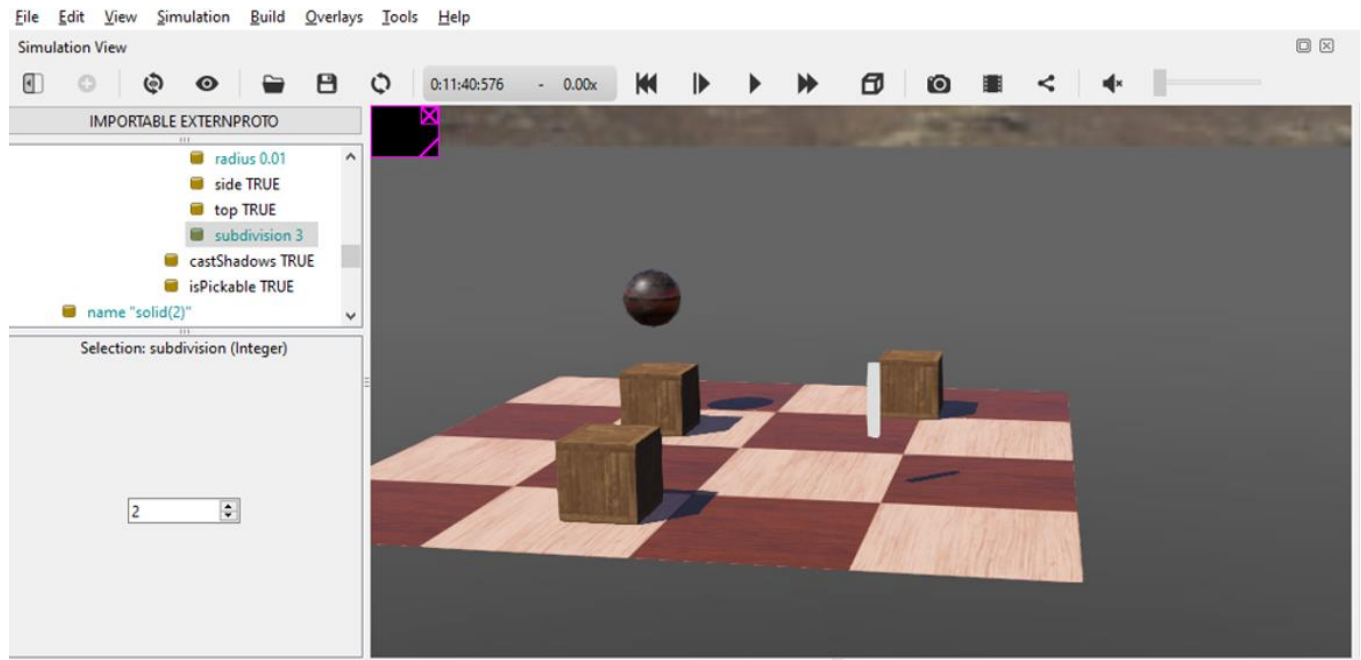 File Edit View Simulation Build Overlays Tools Help
Simulation View
0:11:40:576 - 0.00x
IMPORTABLE EXTERNPROTO
radius 0.01
side TRUE
top TRUE
subdivision 3
castShadows TRUE
isPickable TRUE
name "solid(2)"
Selection: subdivision (Integer)
2